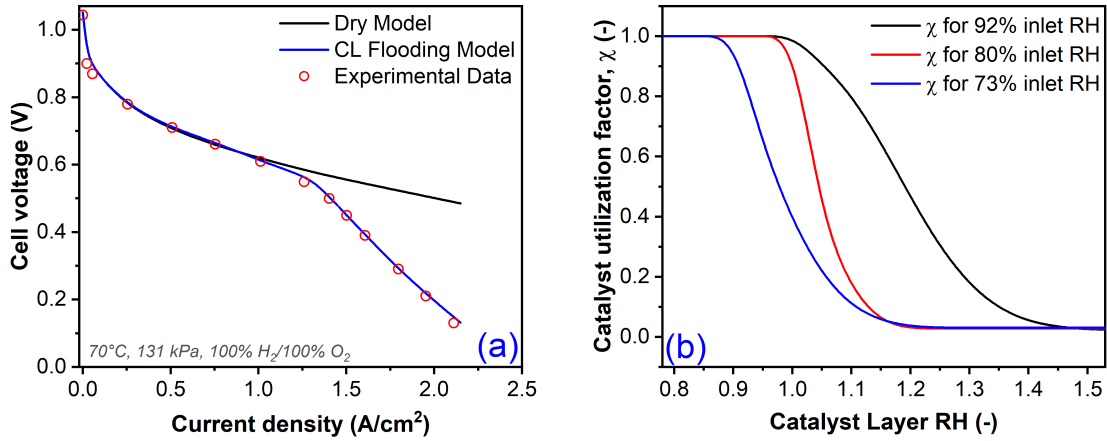 Dry Model
CL Flooding Model
Experimental Data
Cell voltage (V)
1.0
0.8
0.6
0.4
0.2
0.0
70°C, 131 kPa, 100% H₂/100% O₂
(a)
0.0 0.5 1.0 1.5 2.0 2.5
Current density (A/cm²)
χ for 92% inlet RH
χ for 80% inlet RH
χ for 73% inlet RH
Catalyst utilization factor, χ (-)
1.0
0.8
0.6
0.4
0.2
0.0
(b)
0.8 0.9 1.0 1.1 1.2 1.3 1.4 1.5
Catalyst Layer RH (-)